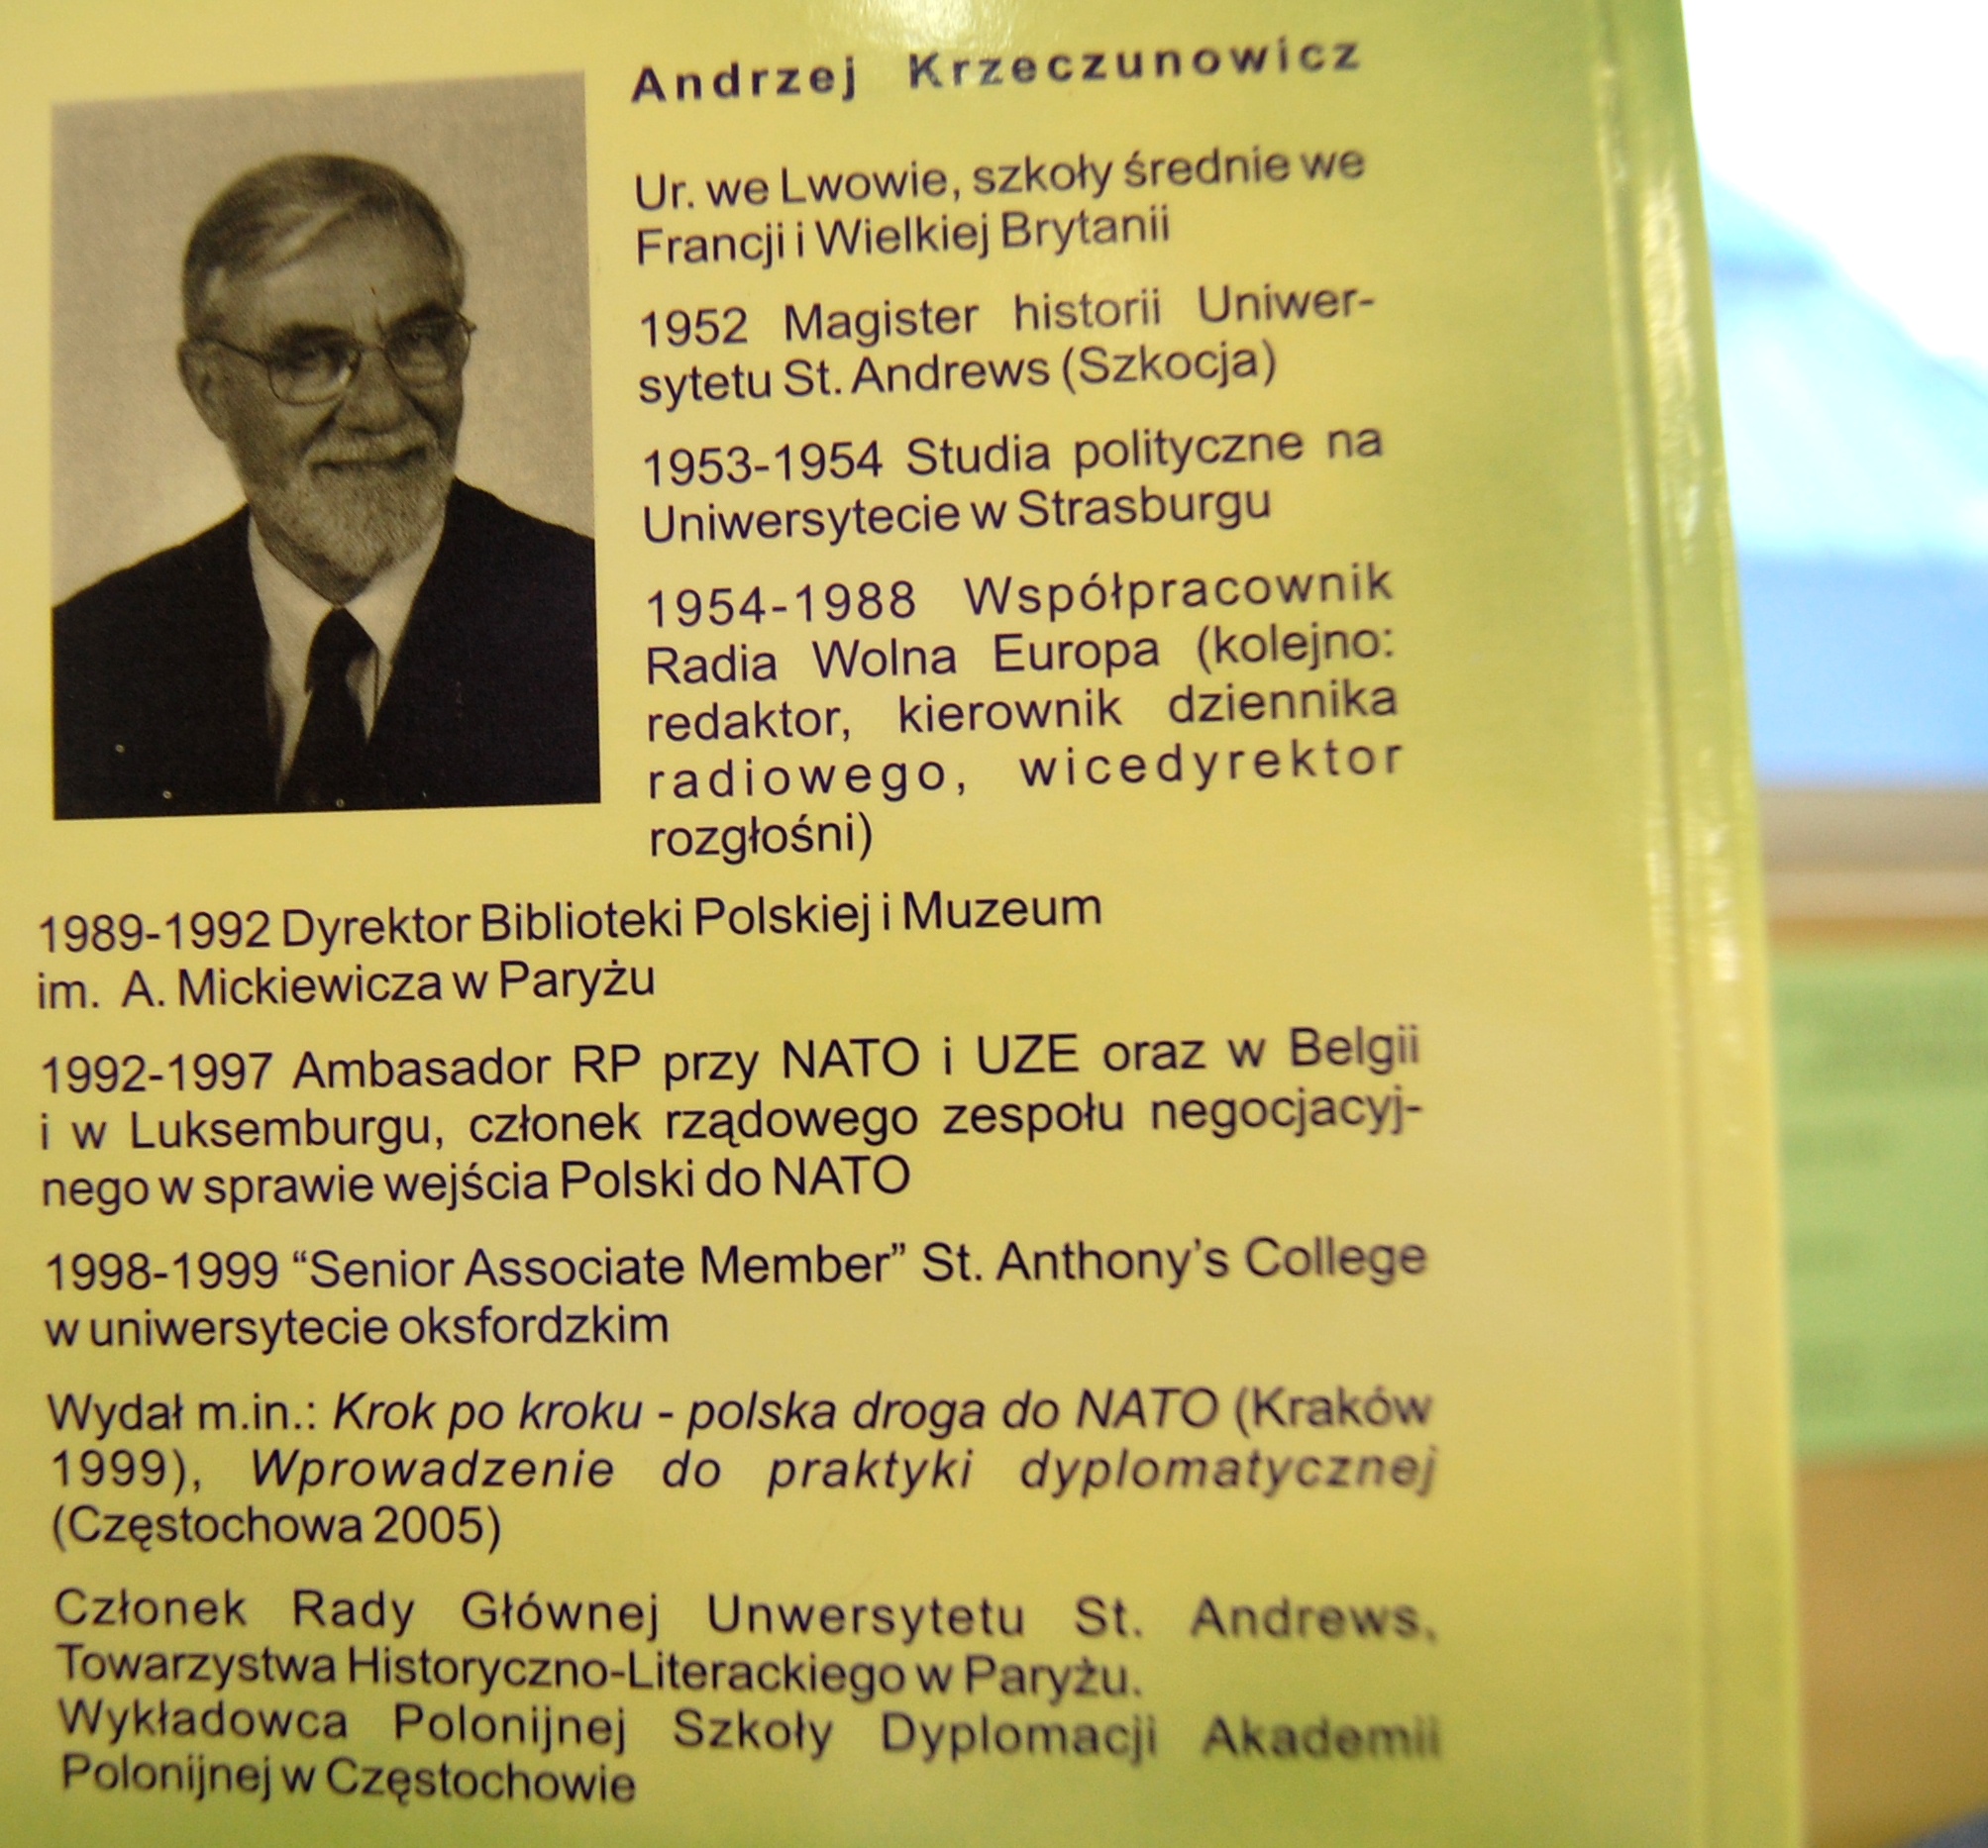 Andrzej Krzeczunowicz
Ur. we Lwowie, szkoły średnie we
Francji i Wielkiej Brytanii
1952 Magister historii Uniwer-
sytetu St. Andrews (Szkocja)
1953-1954 Studia polityczne na
Uniwersytecie w Strasburgu
1954-1988 Współpracownik
Radia Wolna Europa (kolejno:
redaktor, kierownik dziennika
radiowego, wicedyrektor
rozgłośni)
1989-1992 Dyrektor Biblioteki Polskiej i Muzeum
im. A. Mickiewicza w Paryżu
1992-1997 Ambasador RP przy NATO i UZE oraz w Belgii
i w Luksemburgu, członek rządowego zespołu negocjacyj-
nego w sprawie wejścia Polski do NATO
1998-1999 “Senior Associate Member” St. Anthony’s College
w uniwersytecie oksfordzkim
Wydał m.in.: Krok po kroku - polska droga do NATO (Kraków
1999), Wprowadzenie do praktyki dyplomatycznej
(Częstochowa 2005)
Członek Rady Głównej Unwersytetu St. Andrews,
Towarzystwa Historyczno-Literackiego w Paryżu.
Wykładowca Polonijnej Szkoły Dyplomacji Akademii
Polonijnej w Częstochowie